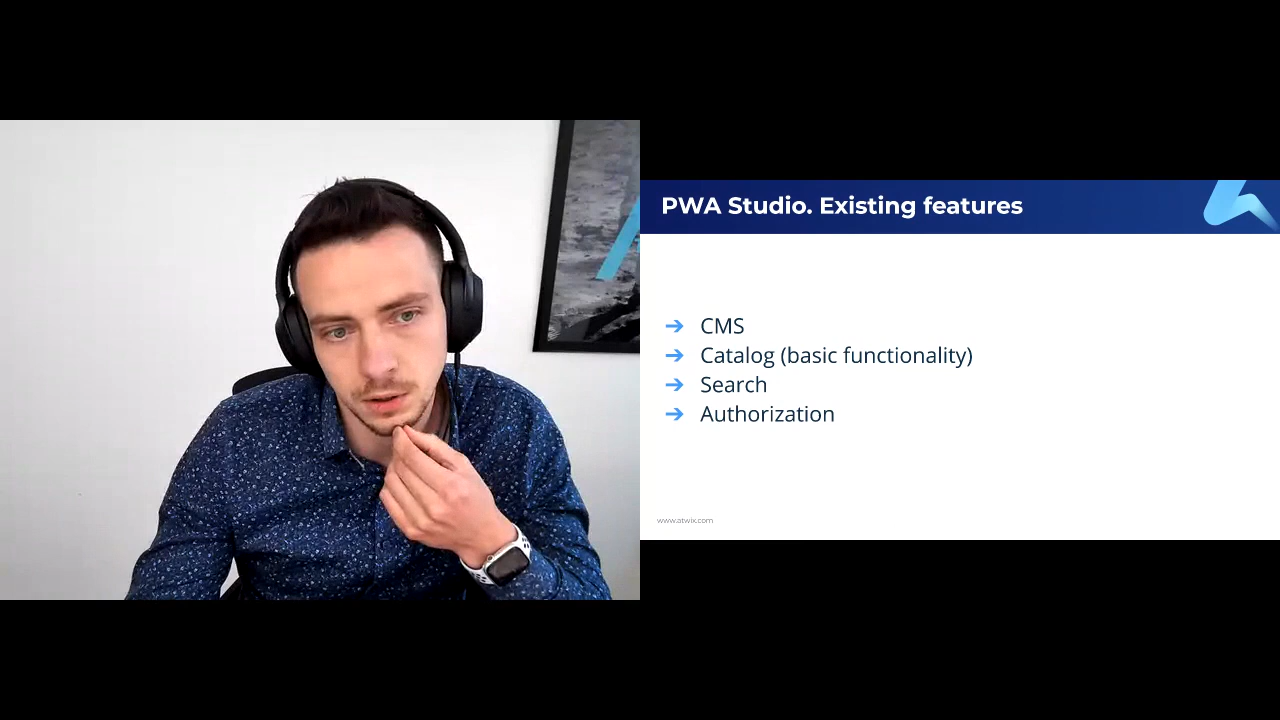 PWA Studio. Existing features
➔ CMS
➔ Catalog (basic functionality)
➔ Search
➔ Authorization
www.atwix.com